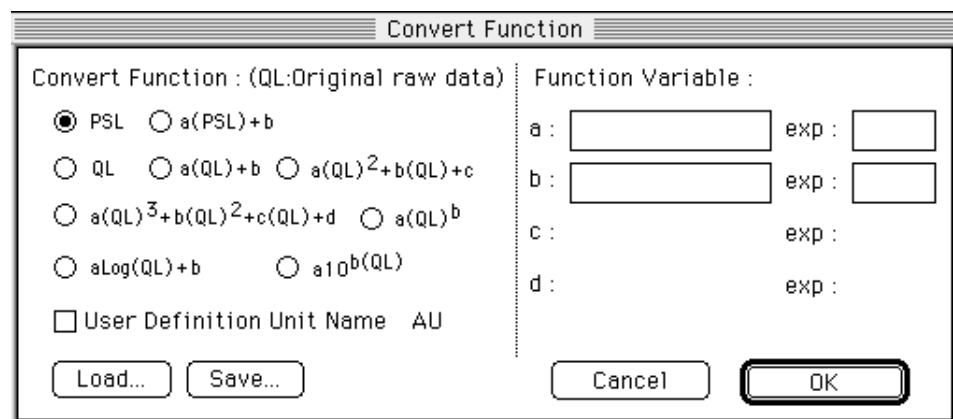 Convert Function
Convert Function : (QL:Original raw data)
PSL a(PSL)+b
QL a(QL)+b a(QL)²+b(QL)+c
a(QL)³+b(QL)²+c(QL)+d a(QL)ᵇ
aLog(QL)+b a10ᵇ⁽QL⁾
User Definition Unit Name AU
Load... Save...
Function Variable :
a : exp :
b : exp :
c : exp :
d : exp :
Cancel OK